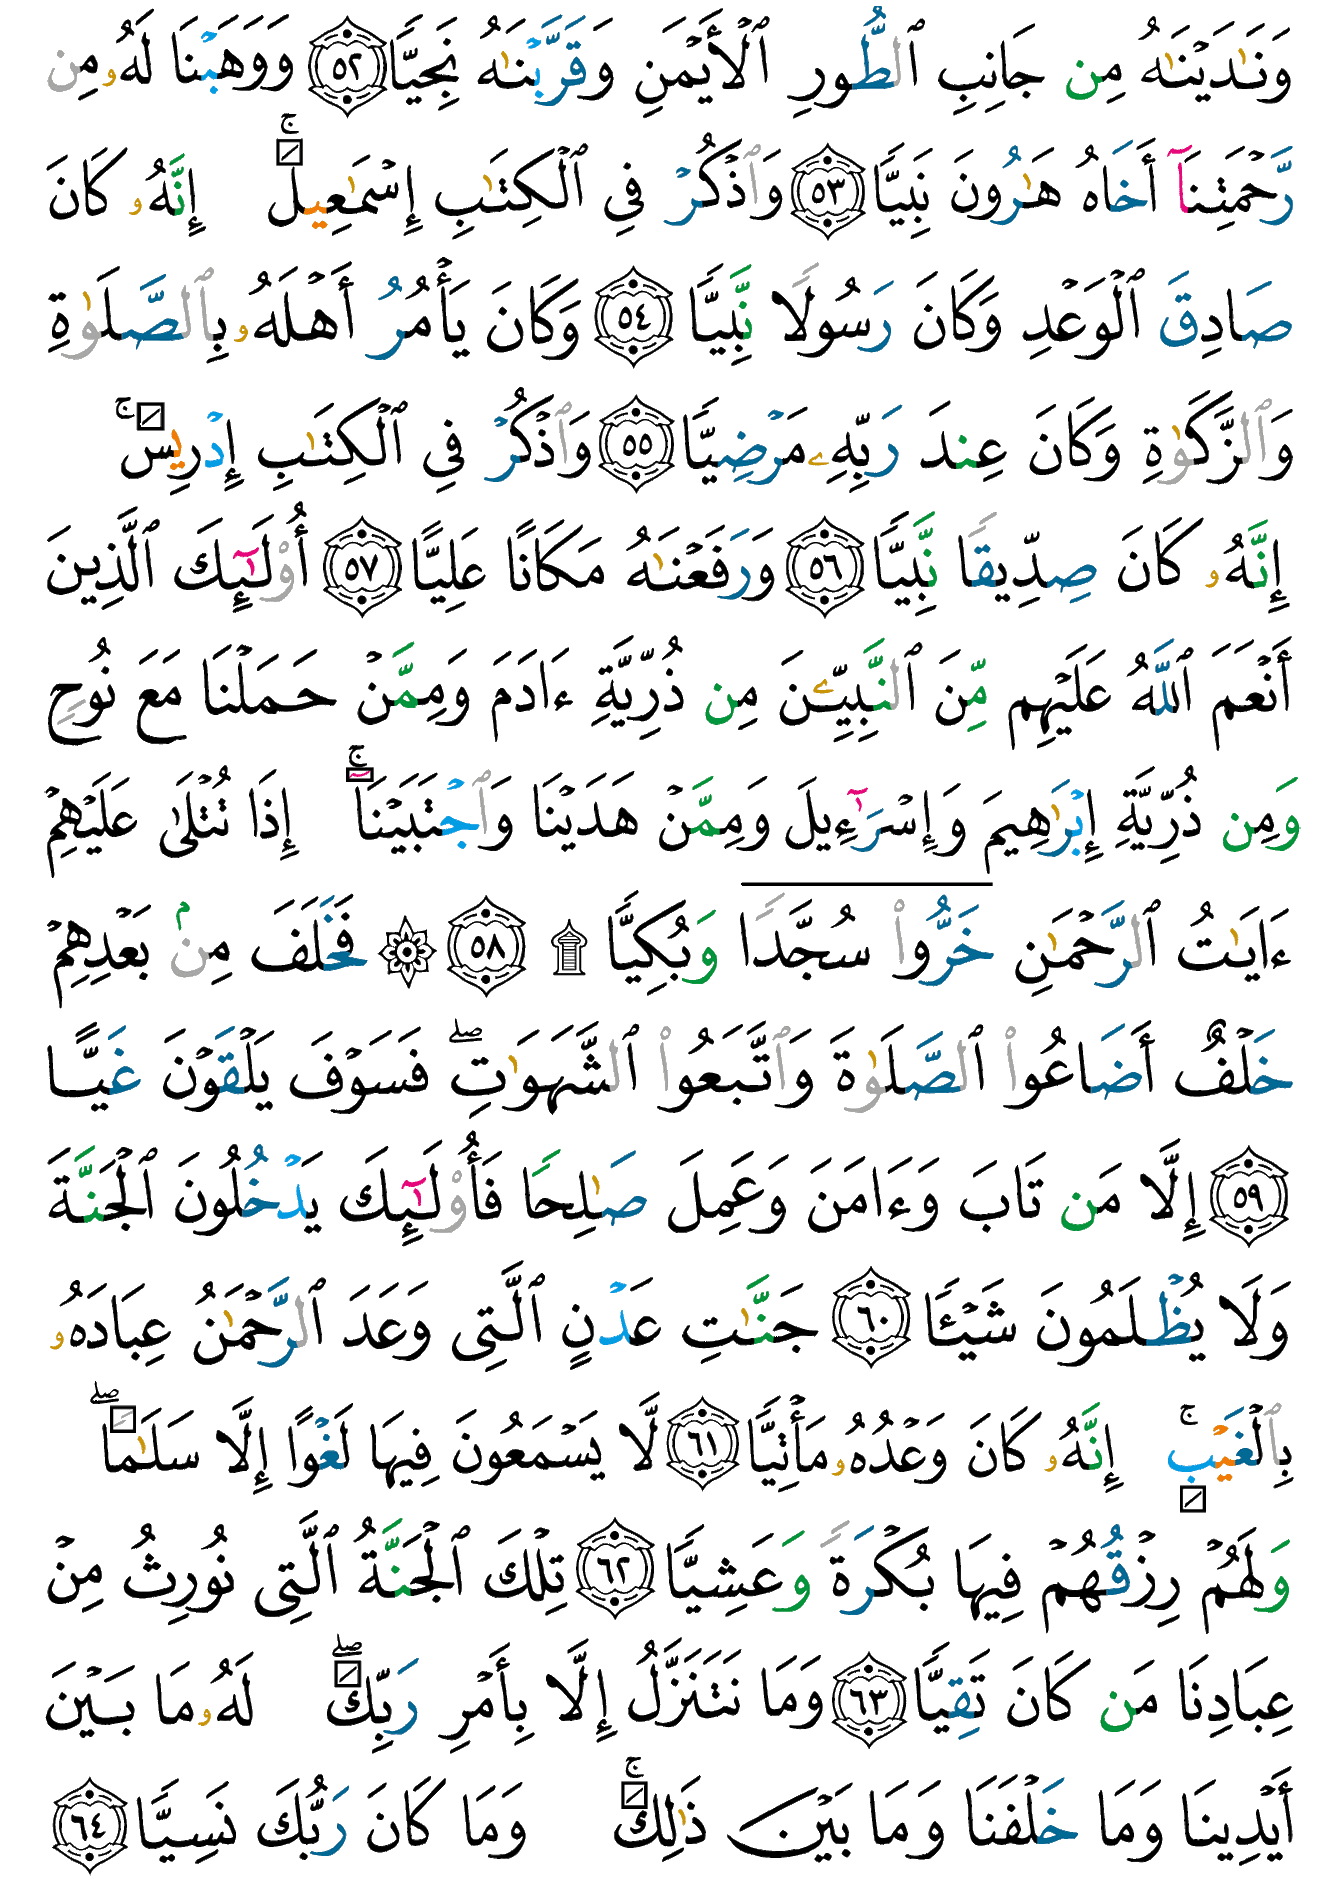 وَنَٰدَيْنَٰهُ مِن جَانِبِ ٱلطُّورِ ٱلْأَيْمَنِ وَقَرَّبْنَٰهُ نَجِيًّا ٥٢ وَوَهَبْنَا لَهُۥ مِن
رَّحْمَتِنَآ أَخَاهُ هَٰرُونَ نَبِيًّا ٥٣ وَٱذْكُرْ فِى ٱلْكِتَٰبِ إِسْمَٰعِيلَ ۚ إِنَّهُۥ كَانَ
صَادِقَ ٱلْوَعْدِ وَكَانَ رَسُولًا نَّبِيًّا ٥٤ وَكَانَ يَأْمُرُ أَهْلَهُۥ بِٱلصَّلَوٰةِ
وَٱلزَّكَوٰةِ وَكَانَ عِندَ رَبِّهِۦ مَرْضِيًّا ٥٥ وَٱذْكُرْ فِى ٱلْكِتَٰبِ إِدْرِيسَ ۚ
إِنَّهُۥ كَانَ صِدِّيقًا نَّبِيًّا ٥٦ وَرَفَعْنَٰهُ مَكَانًا عَلِيًّا ٥٧ أُو۟لَٰٓئِكَ ٱلَّذِينَ
أَنْعَمَ ٱللَّهُ عَلَيْهِم مِّنَ ٱلنَّبِيِّـۧنَ مِن ذُرِّيَّةِ ءَادَمَ وَمِمَّنْ حَمَلْنَا مَعَ نُوحٍ
وَمِن ذُرِّيَّةِ إِبْرَٰهِيمَ وَإِسْرَٰٓءِيلَ وَمِمَّنْ هَدَيْنَا وَٱجْتَبَيْنَآ ۚ إِذَا تُتْلَىٰ عَلَيْهِمْ
ءَايَٰتُ ٱلرَّحْمَٰنِ خَرُّوا۟ سُجَّدًا وَبُكِيًّا ۩ ٥٨ ۞ فَخَلَفَ مِنۢ بَعْدِهِمْ
خَلْفٌ أَضَاعُوا۟ ٱلصَّلَوٰةَ وَٱتَّبَعُوا۟ ٱلشَّهَوَٰتِ ۖ فَسَوْفَ يَلْقَوْنَ غَيًّا
٥٩ إِلَّا مَن تَابَ وَءَامَنَ وَعَمِلَ صَٰلِحًا فَأُو۟لَٰٓئِكَ يَدْخُلُونَ ٱلْجَنَّةَ
وَلَا يُظْلَمُونَ شَيْـًٔا ٦٠ جَنَّٰتِ عَدْنٍ ٱلَّتِى وَعَدَ ٱلرَّحْمَٰنُ عِبَادَهُۥ
بِٱلْغَيْبِ ۚ إِنَّهُۥ كَانَ وَعْدُهُۥ مَأْتِيًّا ٦١ لَّا يَسْمَعُونَ فِيهَا لَغْوًا إِلَّا سَلَٰمًا ۖ
وَلَهُمْ رِزْقُهُمْ فِيهَا بُكْرَةً وَعَشِيًّا ٦٢ تِلْكَ ٱلْجَنَّةُ ٱلَّتِى نُورِثُ مِنْ
عِبَادِنَا مَن كَانَ تَقِيًّا ٦٣ وَمَا نَتَنَزَّلُ إِلَّا بِأَمْرِ رَبِّكَ ۖ لَهُۥ مَا بَيْنَ
أَيْدِينَا وَمَا خَلْفَنَا وَمَا بَيْنَ ذَٰلِكَ ۚ وَمَا كَانَ رَبُّكَ نَسِيًّا ٦٤